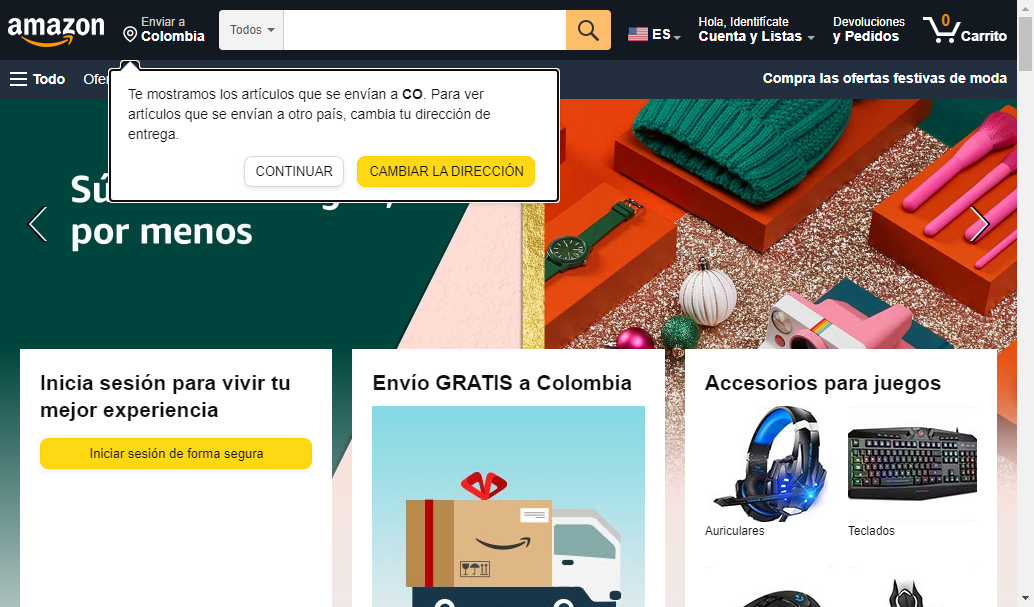 amazon
Enviar a
Colombia
Todos
ES
Hola, Identifícate
Cuenta y Listas
Devoluciones
y Pedidos
0
Carrito
Todo
Compra las ofertas festivas de moda
Te mostramos los artículos que se envían a CO. Para ver
artículos que se envían a otro país, cambia tu dirección de
entrega.
CONTINUAR
CAMBIAR LA DIRECCIÓN
por menos
Inicia sesión para vivir tu
mejor experiencia
Iniciar sesión de forma segura
Envío GRATIS a Colombia
Accesorios para juegos
Auriculares
Teclados